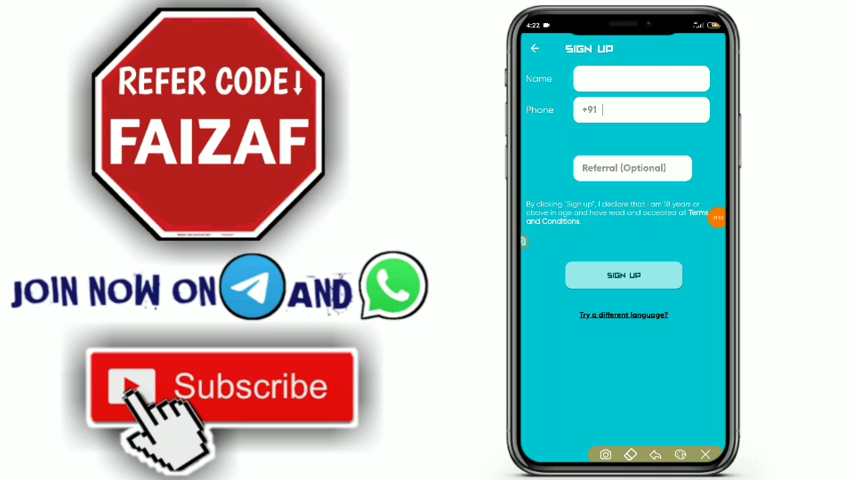 REFER CODE↓
FAIZAF
JOIN NOW ON AND
Subscribe
4:22
SIGN UP
Name
Phone +91
Referral (Optional)
By clicking "Sign up", I declare that - am 18 years or
above in age and have read and accepted all Terms
and Conditions.
SIGN UP
Try a different language?